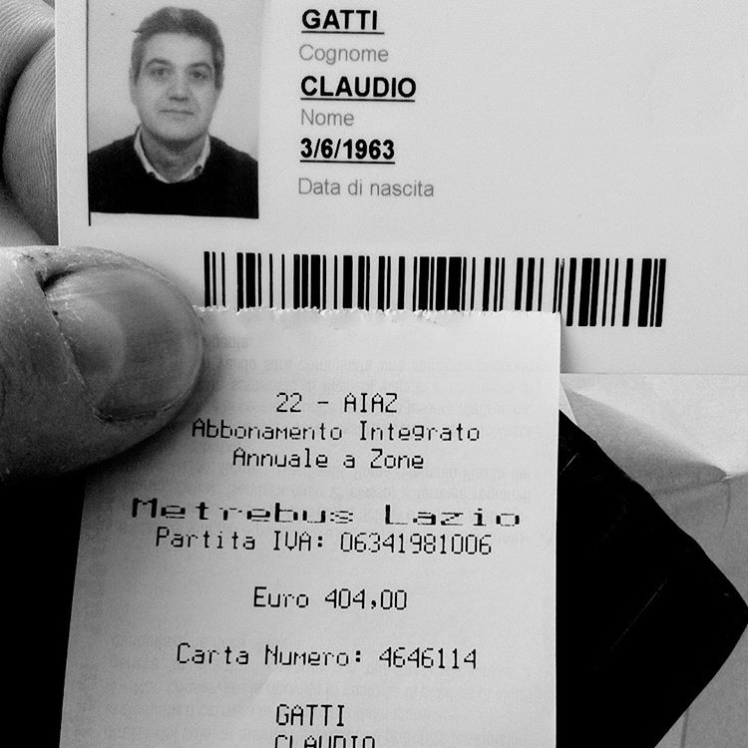 GATTI
Cognome
CLAUDIO
Nome
3/6/1963
Data di nascita
22 - AIAZ
Abbonamento Integrato
Annuale a Zone
Metrebus Lazio
Partita IVA: 06341981006
Euro 404,00
Carta Numero: 4646114
GATTI
CLAUDIO